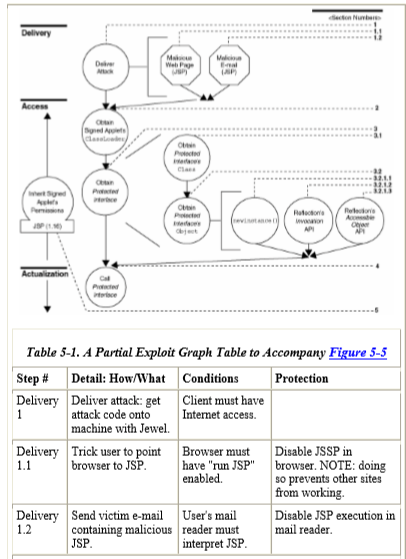 <Section Numbers>
Delivery
1
1.1
1.2
Deliver
Attack
Malicious
Web Page
(JSP)
Malicious
E-mail
(JSP)
Access
2
Obtain
Signed Applet's
ClassLoader
3
3.1
Obtain
Protected
Interface's
Class
3.2
3.2.1.1
3.2.1.2
3.2.1.3
Inherit Signed
Applet's
Permissions
JSP (1.16)
Obtain
Protected
Interface
Obtain
Protected
Interface's
Object
newInstance()
Reflection's
Invocation
API
Reflection's
Accessible
Object
API
4
Actualization
Call
Protected
Interface
5
Table 5-1. A Partial Exploit Graph Table to Accompany Figure 5-5
Step # Detail: How/What Conditions Protection
Delivery 1 Deliver attack: get attack code onto machine with Jewel. Client must have Internet access.
Delivery 1.1 Trick user to point browser to JSP. Browser must have "run JSP" enabled. Disable JSSP in browser. NOTE: doing so prevents other sites from working.
Delivery 1.2 Send victim e-mail containing malicious JSP. User's mail reader must interpret JSP. Disable JSP execution in mail reader.